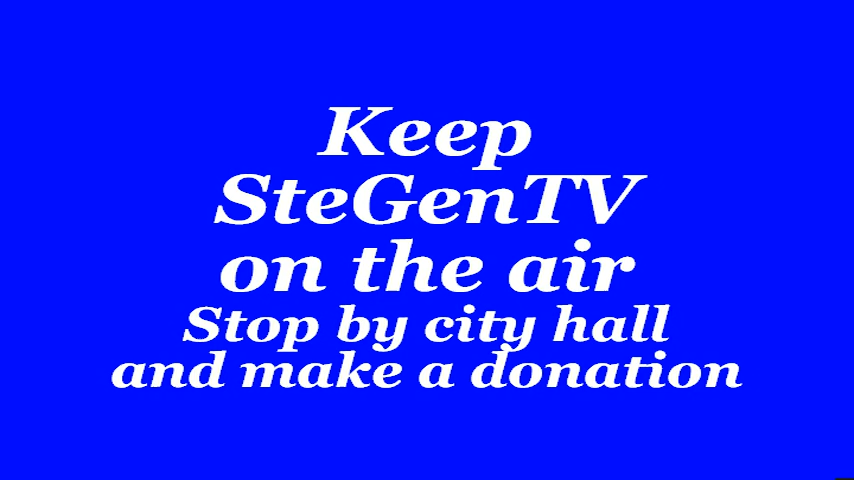 Keep
SteGenTV
on the air
Stop by city hall
and make a donation